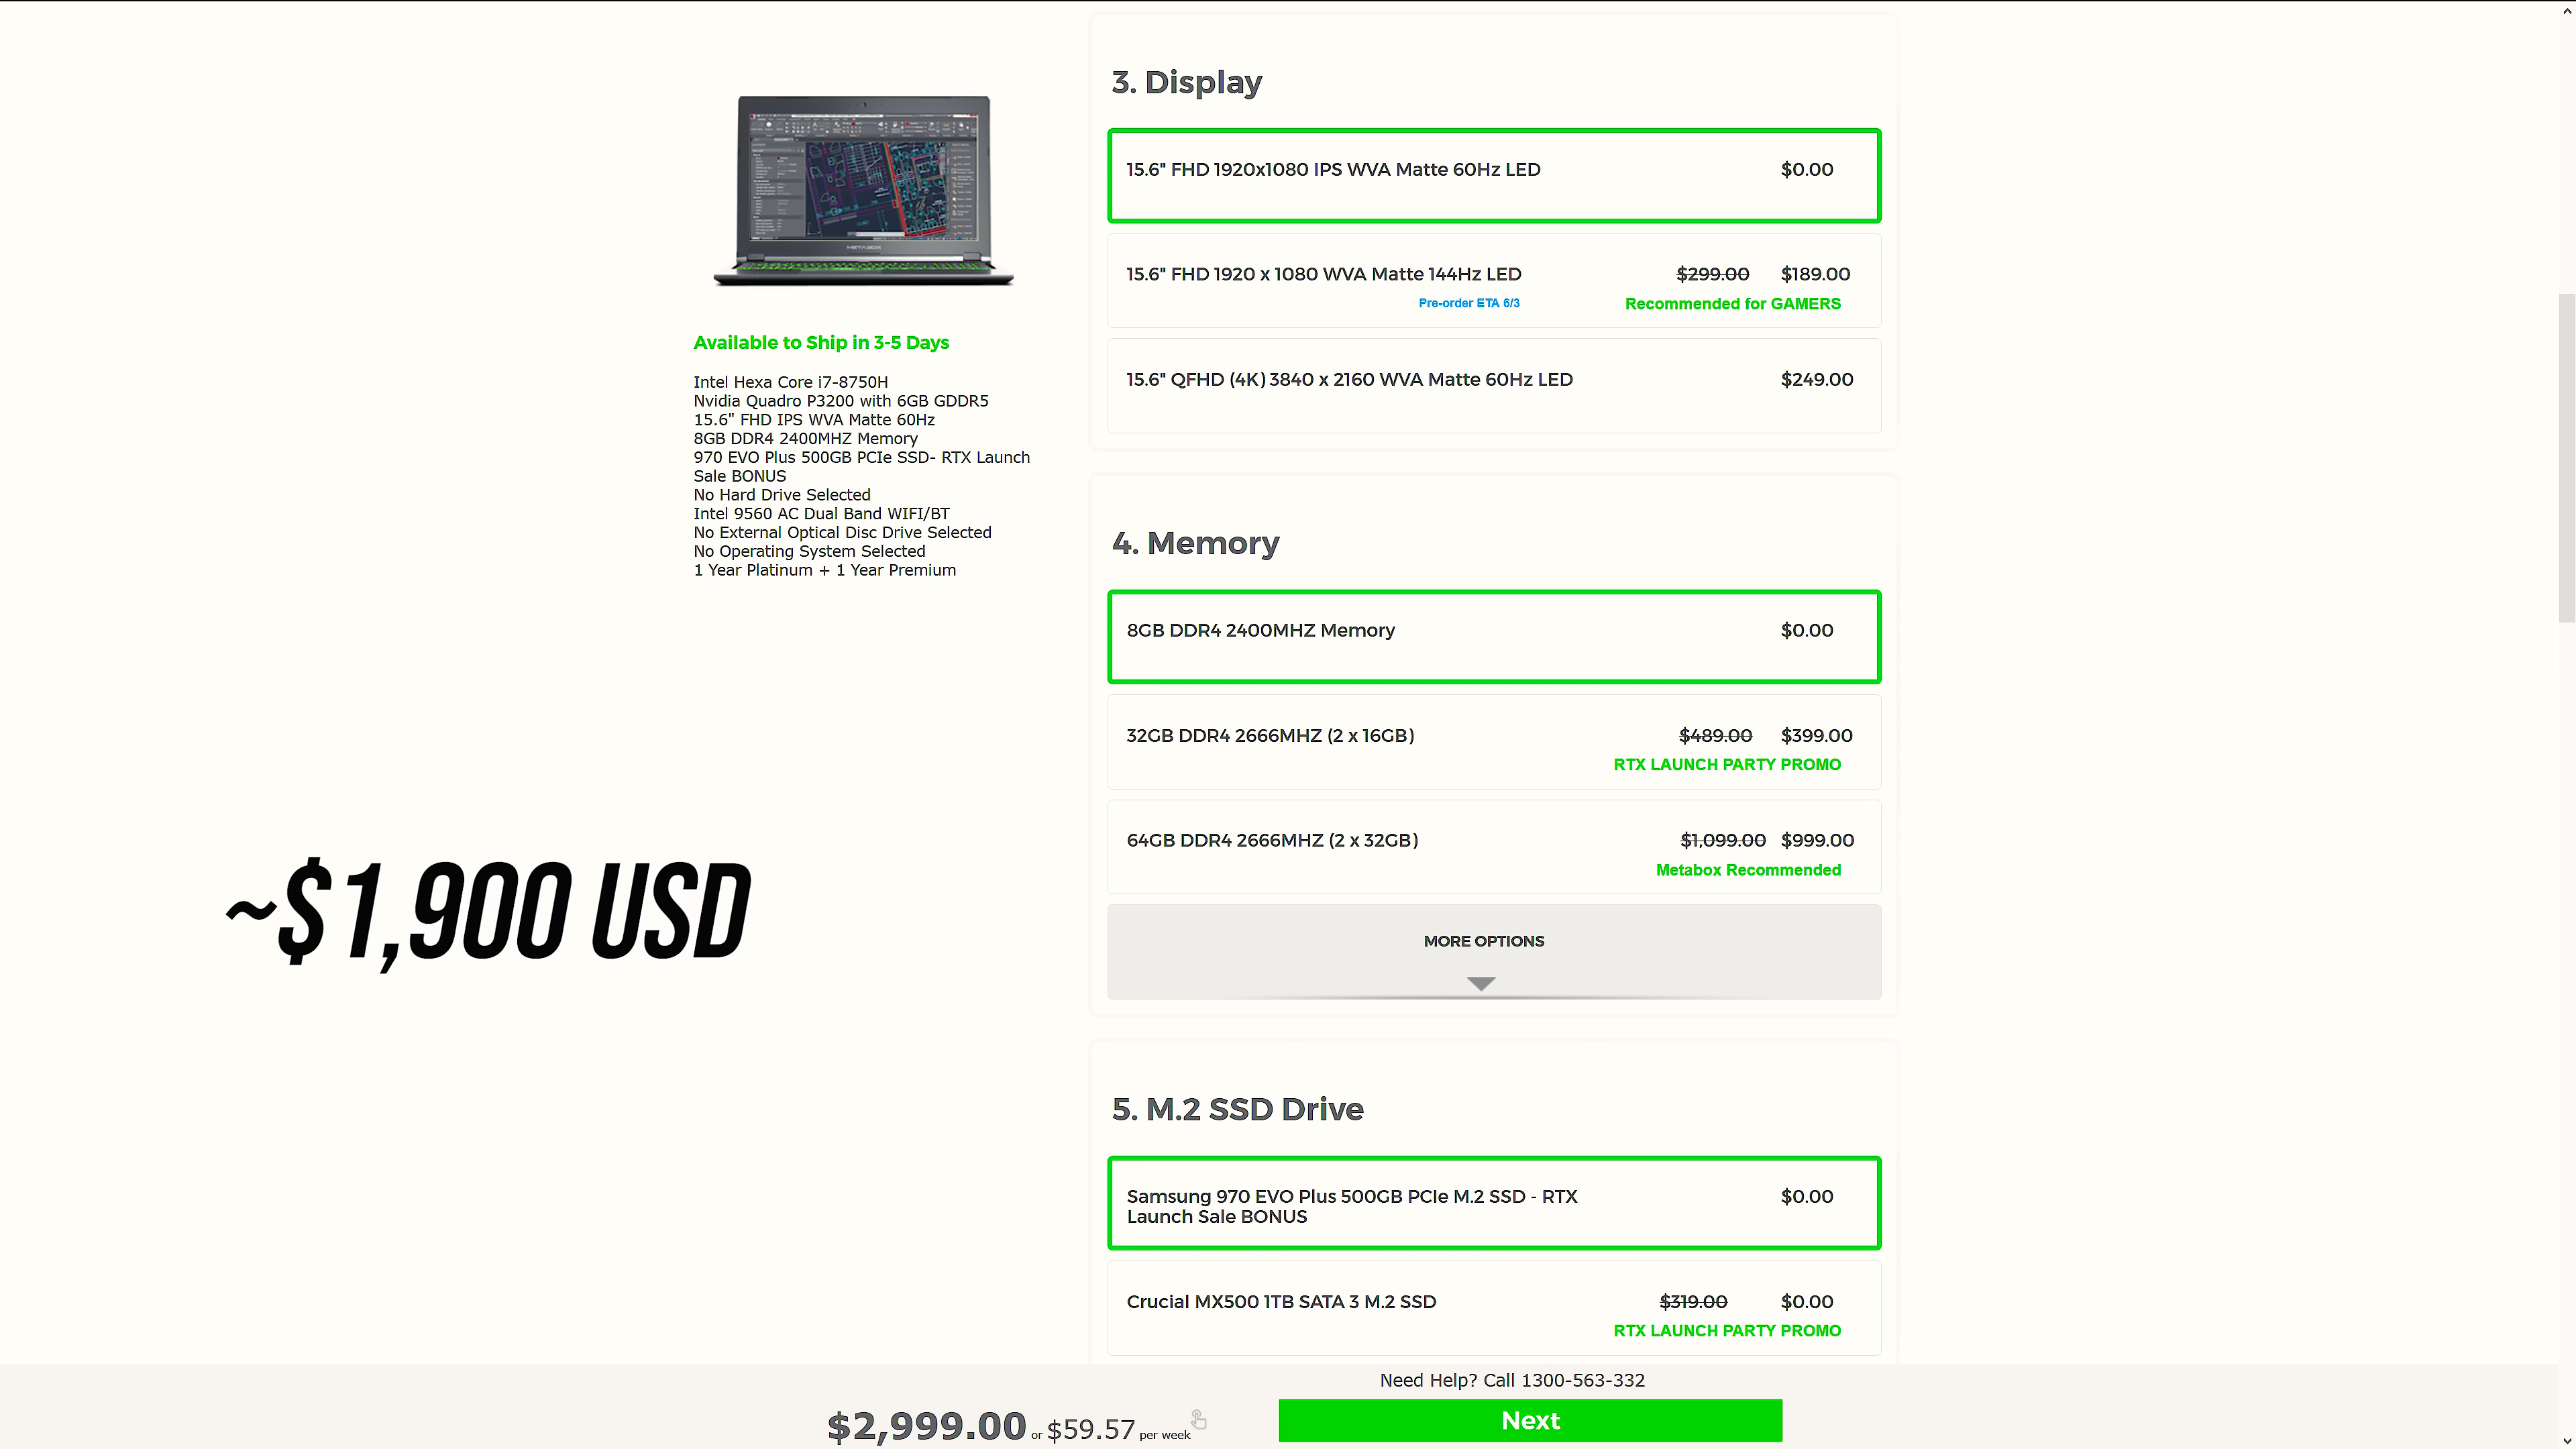 METABOX
Available to Ship in 3-5 Days
Intel Hexa Core i7-8750H
Nvidia Quadro P3200 with 6GB GDDR5
15.6" FHD IPS WVA Matte 60Hz
8GB DDR4 2400MHZ Memory
970 EVO Plus 500GB PCIe SSD- RTX Launch
Sale BONUS
No Hard Drive Selected
Intel 9560 AC Dual Band WIFI/BT
No External Optical Disc Drive Selected
No Operating System Selected
1 Year Platinum + 1 Year Premium
~$1,900 USD
3. Display
15.6" FHD 1920x1080 IPS WVA Matte 60Hz LED $0.00
15.6" FHD 1920 x 1080 WVA Matte 144Hz LED $299.00 $189.00
Pre-order ETA 6/3 Recommended for GAMERS
15.6" QFHD (4K) 3840 x 2160 WVA Matte 60Hz LED $249.00
4. Memory
8GB DDR4 2400MHZ Memory $0.00
32GB DDR4 2666MHZ (2 x 16GB) $489.00 $399.00
RTX LAUNCH PARTY PROMO
64GB DDR4 2666MHZ (2 x 32GB) $1,099.00 $999.00
Metabox Recommended
MORE OPTIONS
5. M.2 SSD Drive
Samsung 970 EVO Plus 500GB PCIe M.2 SSD - RTX $0.00
Launch Sale BONUS
Crucial MX500 1TB SATA 3 M.2 SSD $319.00 $0.00
RTX LAUNCH PARTY PROMO
Need Help? Call 1300-563-332
$2,999.00 or $59.57 per week
Next